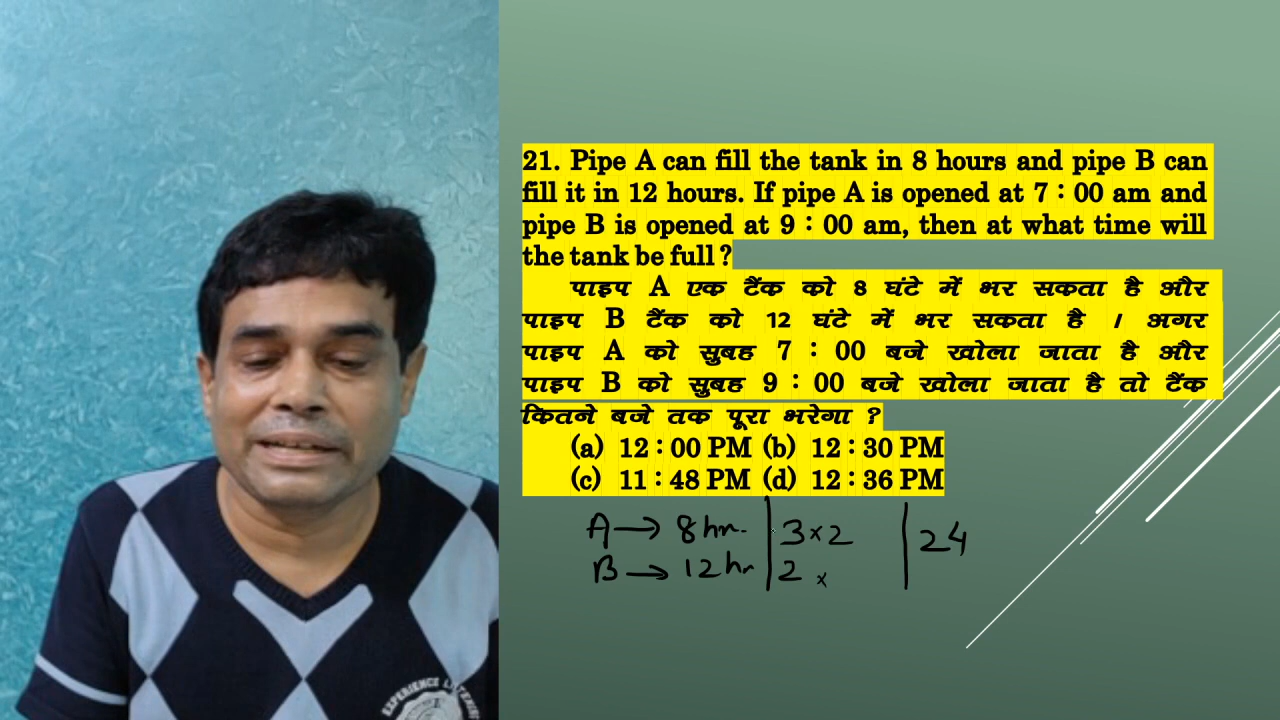 21. Pipe A can fill the tank in 8 hours and pipe B can
fill it in 12 hours. If pipe A is opened at 7 : 00 am and
pipe B is opened at 9 : 00 am, then at what time will
the tank be full ?
पाइप A एक टैंक को 8 घंटे में भर सकता है और
पाइप B टैंक को 12 घंटे में भर सकता है । अगर
पाइप A को सुबह 7 : 00 बजे खोला जाता है और
पाइप B को सुबह 9 : 00 बजे खोला जाता है तो टैंक
कितने बजे तक पूरा भरेगा ?
(a) 12 : 00 PM (b) 12 : 30 PM
(c) 11 : 48 PM (d) 12 : 36 PM
A → 8 hr. | 3 × 2 | 24
B → 12 hr | 2 ×
EXPERIENCE